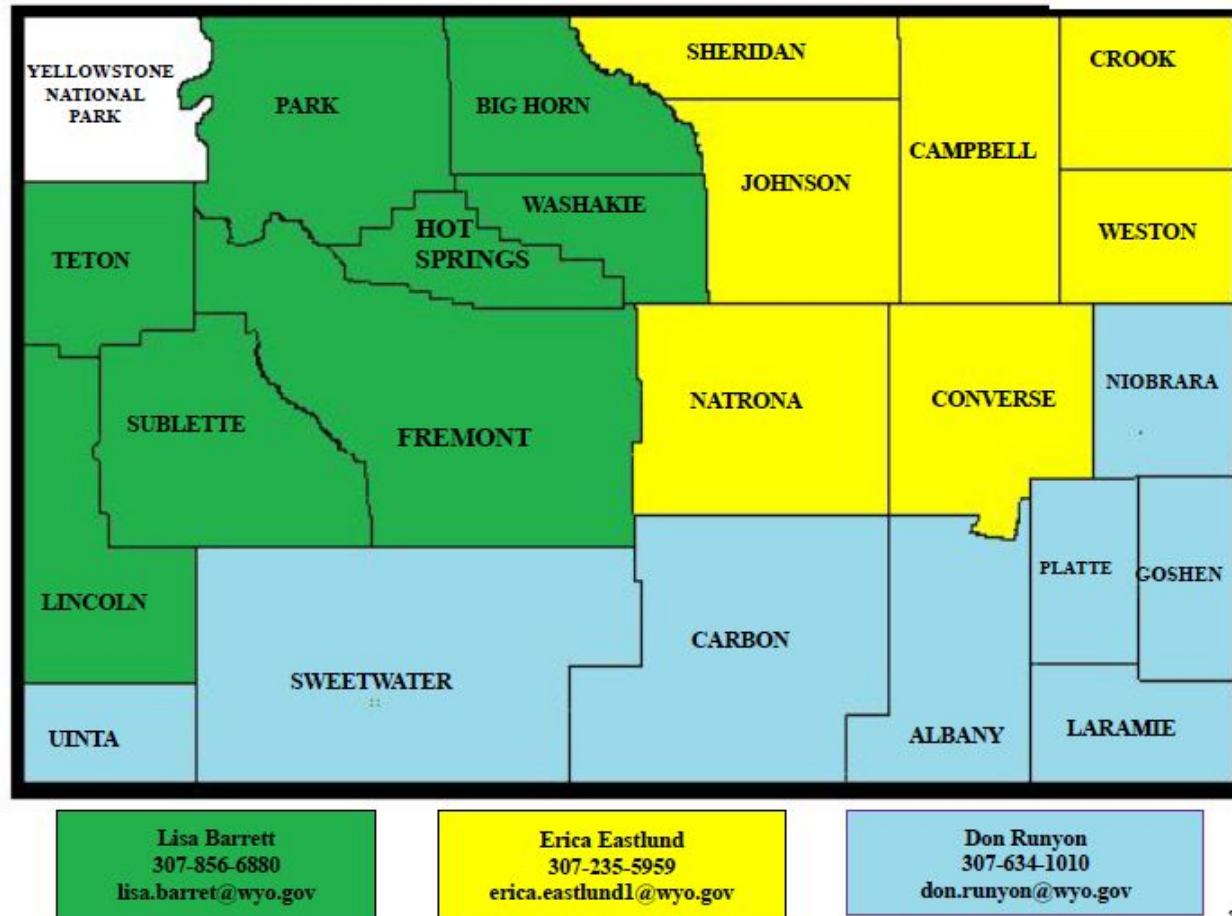 YELLOWSTONE
NATIONAL
PARK
PARK
BIG HORN
SHERIDAN
CROOK
CAMPBELL
JOHNSON
WASHAKIE
HOT
SPRINGS
WESTON
TETON
SUBLETTE
FREMONT
NATRONA
CONVERSE
NIOBRARA
LINCOLN
PLATTE
GOSHEN
CARBON
SWEETWATER
UINTA
ALBANY
LARAMIE
Lisa Barrett
307-856-6880
lisa.barret@wyo.gov
Erica Eastlund
307-235-5959
erica.eastlund1@wyo.gov
Don Runyon
307-634-1010
don.runyon@wyo.gov